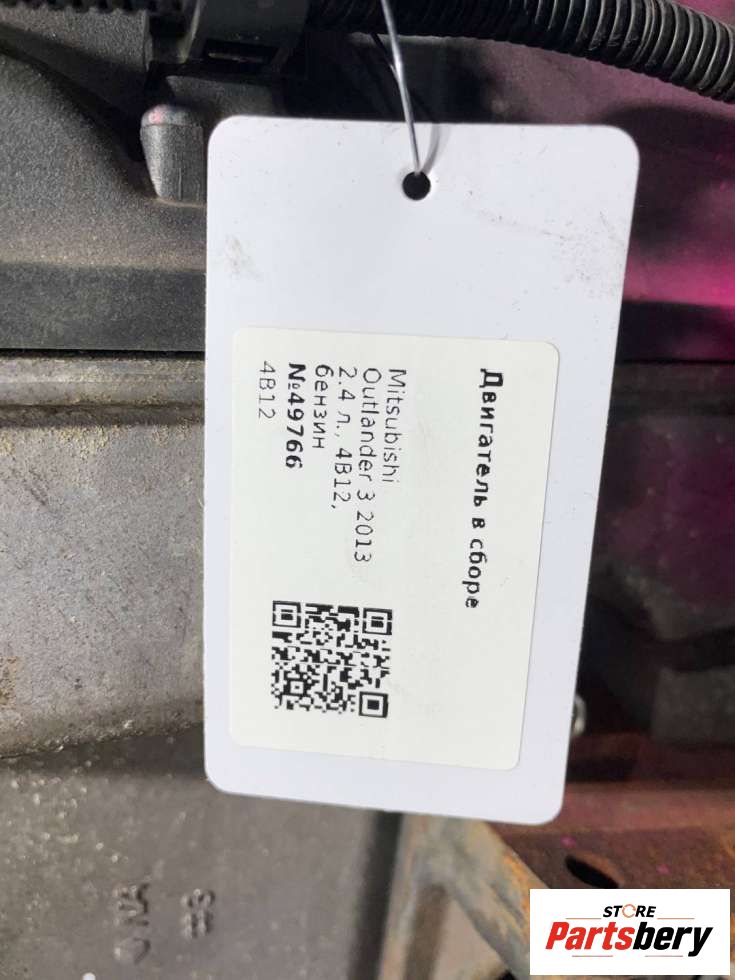 Двигатель в сборе
Mitsubishi
Outlander 3 2013
2.4 л., 4B12,
бензин
№49766
4B12
STORE
Partsbery